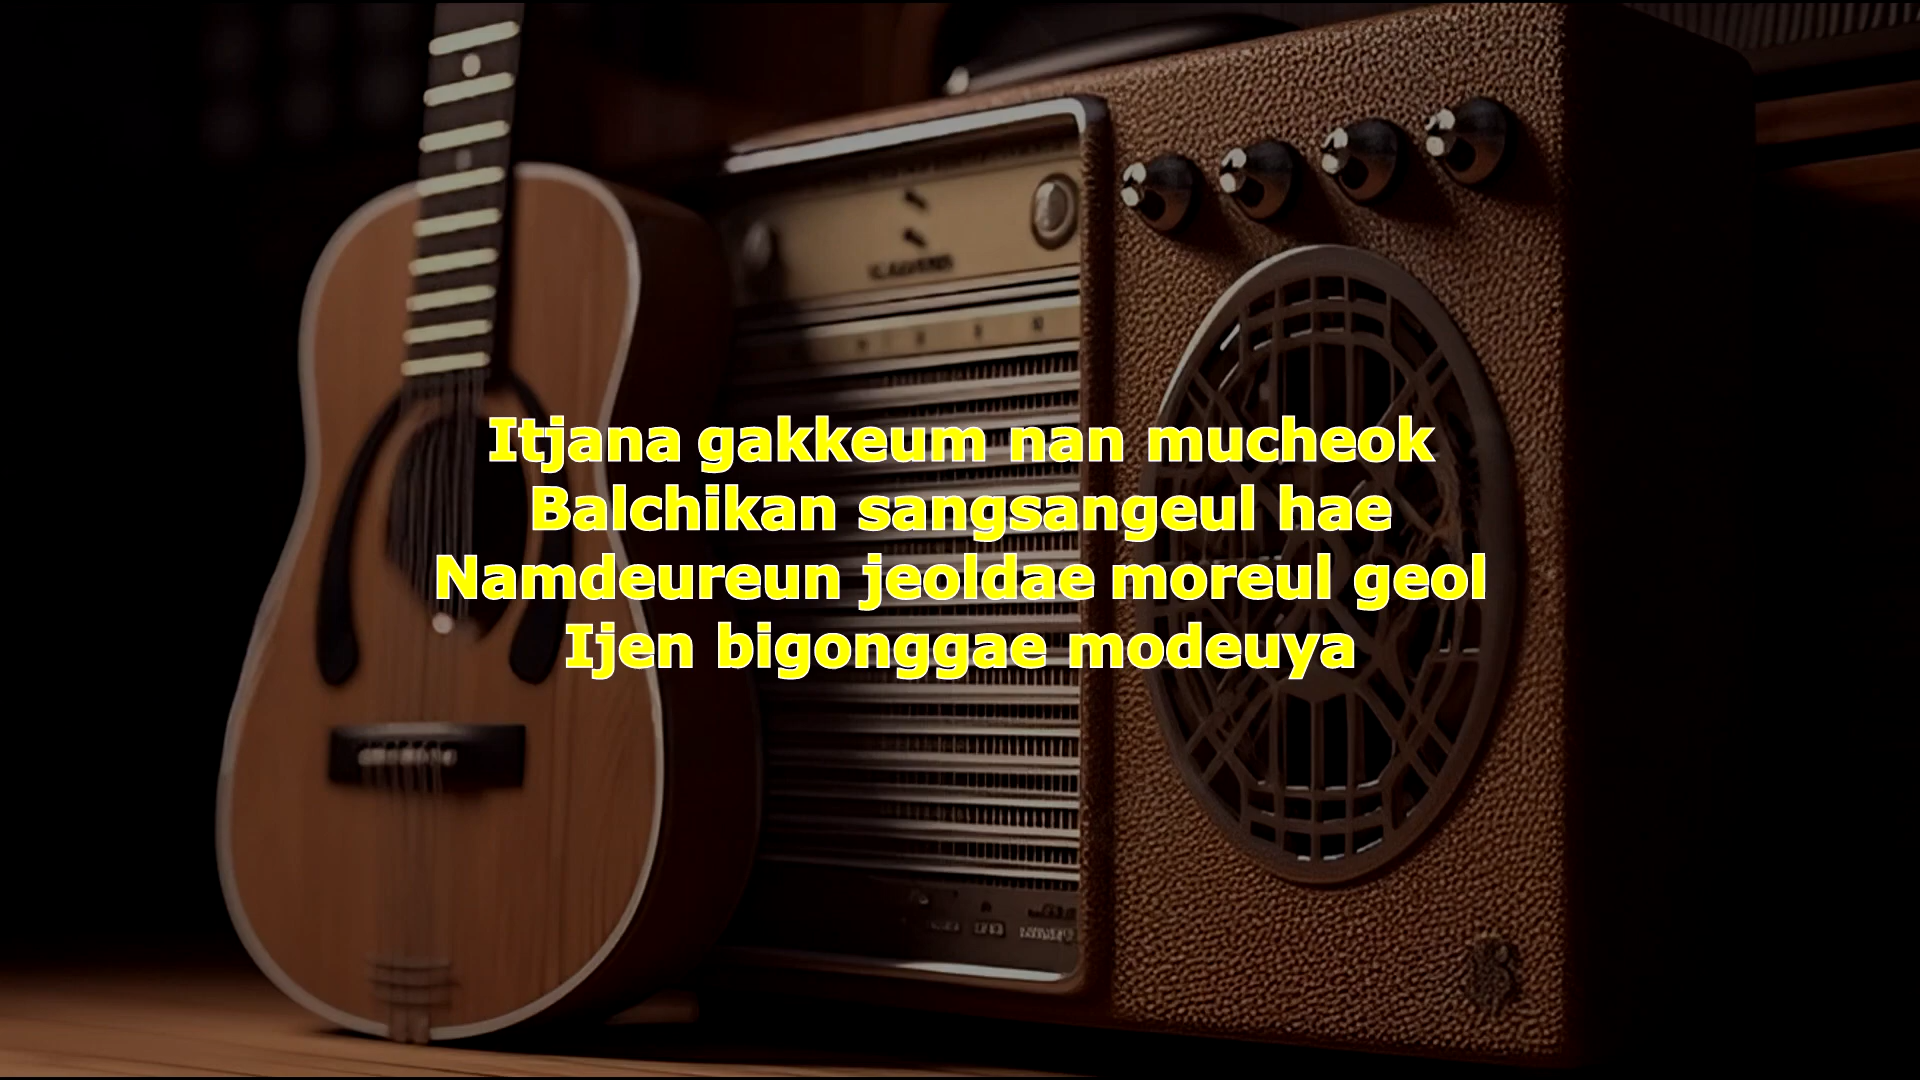 Itjana gakkeum nan mucheok
Balchikan sangsangeul hae
Namdeureun jeoldae moreul geol
Ijen bigonggae modeuya